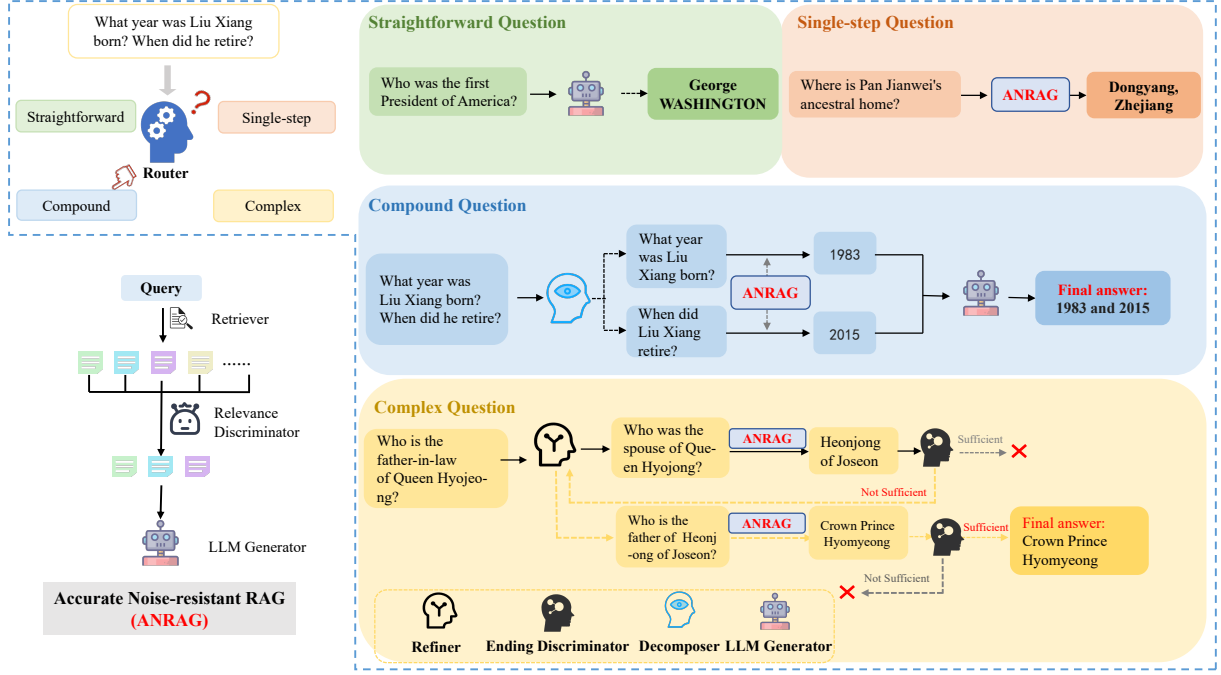 What year was Liu Xiang
born? When did he retire?
Straightforward
Single-step
Router
Compound
Complex
Query
Retriever
......
Relevance
Discriminator
LLM Generator
Accurate Noise-resistant RAG
(ANRAG)
Straightforward Question
Who was the first
President of America?
George
WASHINGTON
Single-step Question
Where is Pan Jianwei's
ancestral home?
ANRAG
Dongyang,
Zhejiang
Compound Question
What year was
Liu Xiang born?
When did he retire?
What year
was Liu
Xiang born?
When did
Liu Xiang
retire?
ANRAG
1983
2015
Final answer:
1983 and 2015
Complex Question
Who is the
father-in-law
of Queen Hyojeo-
ng?
Who was the
spouse of Que-
en Hyojong?
ANRAG
Heonjong
of Joseon
Sufficient
Not Sufficient
Who is the
father of Heonj
-ong of Joseon?
ANRAG
Crown Prince
Hyomyeong
Sufficient
Final answer:
Crown Prince
Hyomyeong
Not Sufficient
Refiner
Ending Discriminator
Decomposer
LLM Generator